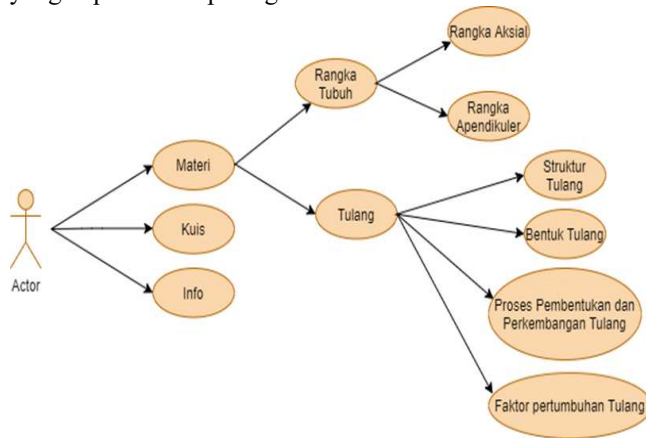 Rangka Aksial
Rangka
Tubuh
Rangka
Apendikuler
Materi
Struktur
Tulang
Tulang
Kuis
Bentuk Tulang
Actor
Info
Proses Pembentukan dan
Perkembangan Tulang
Faktor pertumbuhan Tulang